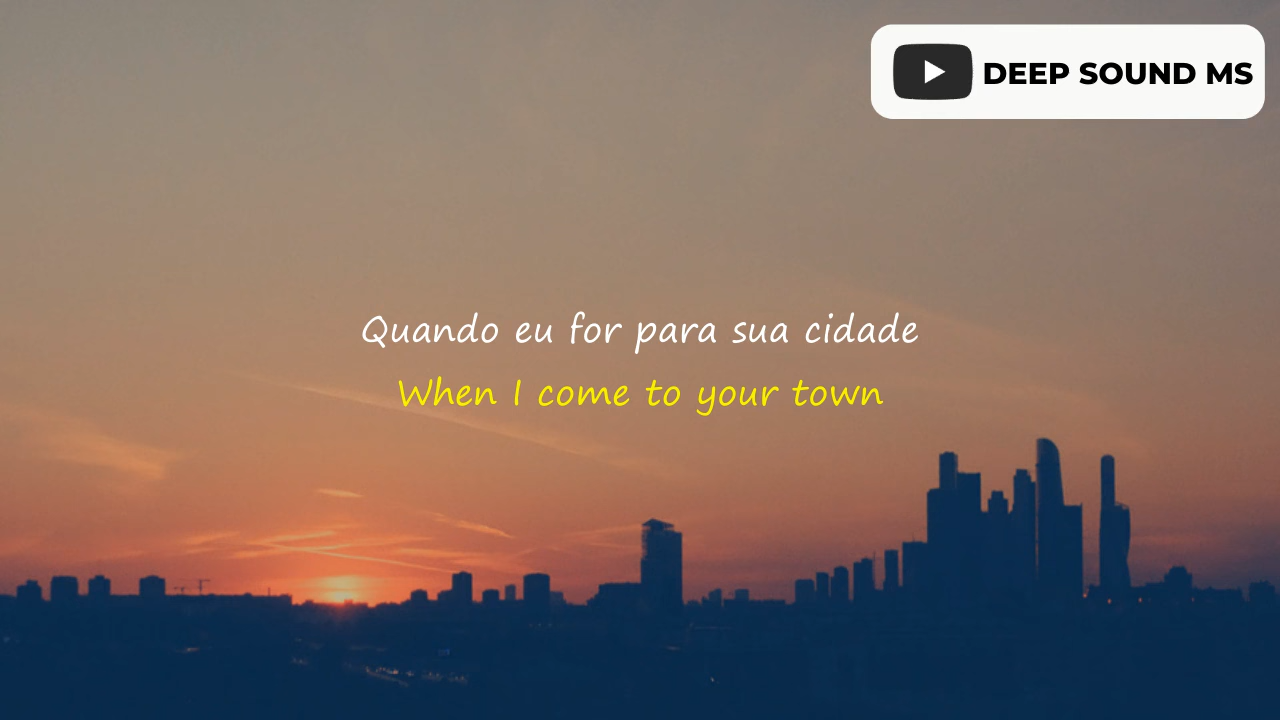 DEEP SOUND MS
Quando eu for para sua cidade
When I come to your town